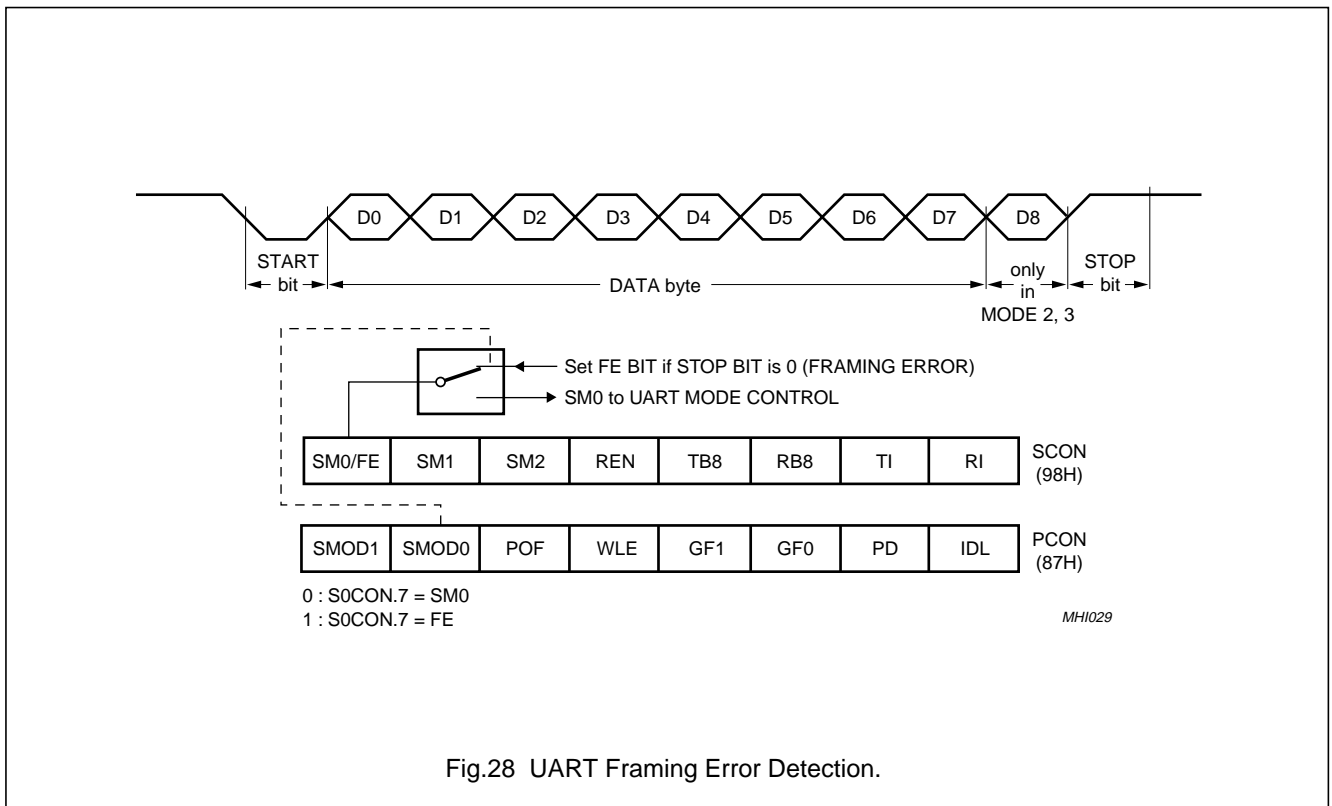 D0 D1 D2 D3 D4 D5 D6 D7 D8
START
bit
DATA byte
only
in
MODE 2, 3
STOP
bit
Set FE BIT if STOP BIT is 0 (FRAMING ERROR)
SM0 to UART MODE CONTROL
SM0/FE SM1 SM2 REN TB8 RB8 TI RI
SCON
(98H)
SMOD1 SMOD0 POF WLE GF1 GF0 PD IDL
PCON
(87H)
0 : S0CON.7 = SM0
1 : S0CON.7 = FE
MHI029
Fig.28 UART Framing Error Detection.